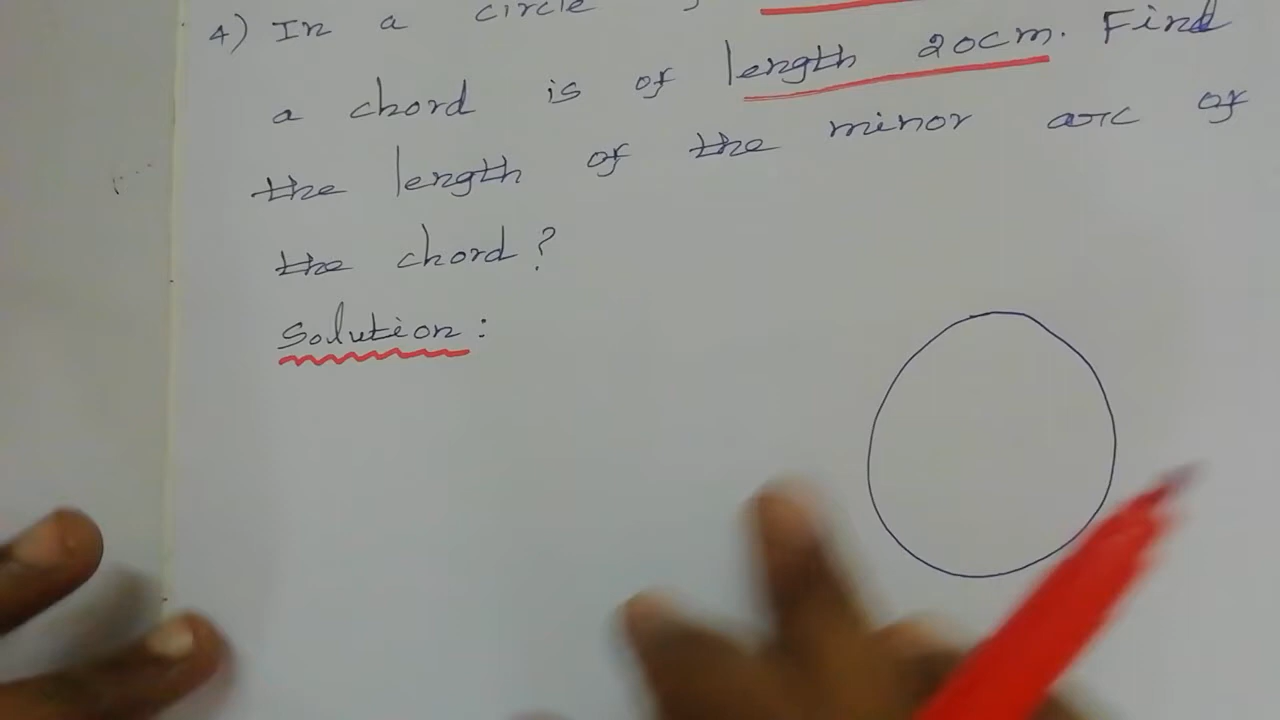 4) In a circle
a chord is of length 20cm. Find
the length of the minor arc of
the chord?
Solution: